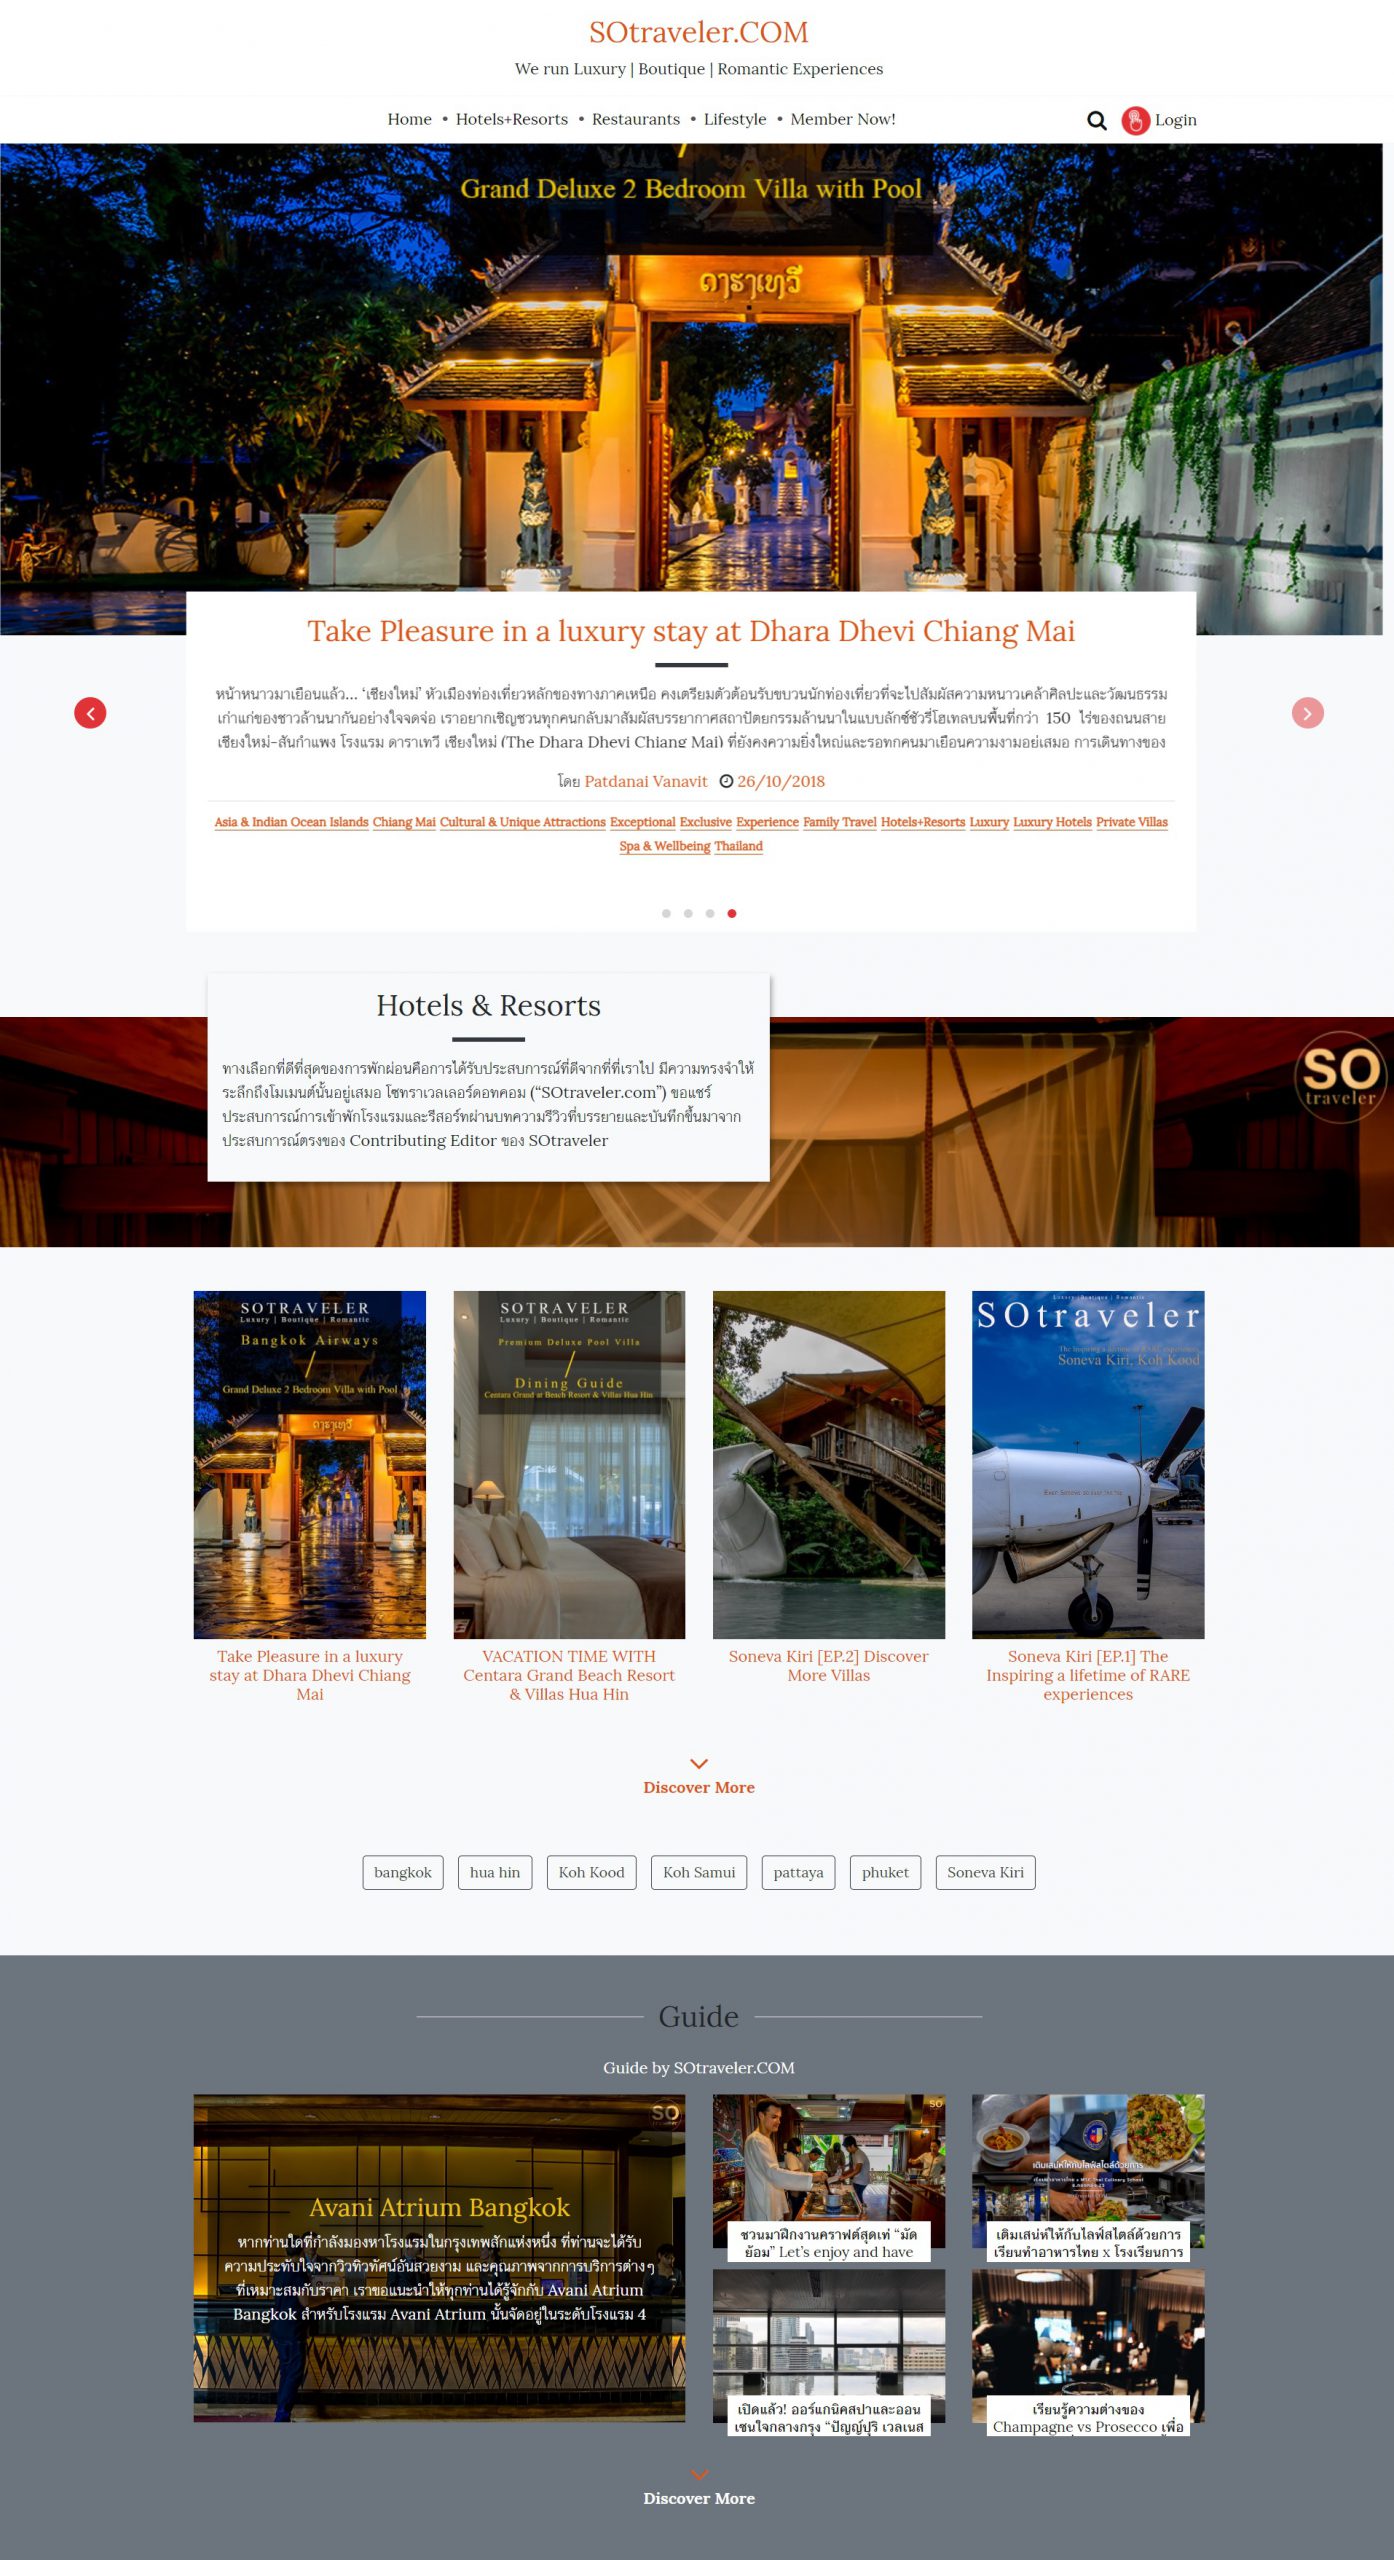 SOtraveler.COM
We run Luxury | Boutique | Romantic Experiences
Home • Hotels+Resorts • Restaurants • Lifestyle • Member Now!
Login
Grand Deluxe 2 Bedroom Villa with Pool
ดาราเทวี
Take Pleasure in a luxury stay at Dhara Dhevi Chiang Mai
หน้าหนาวมาเยือนแล้ว... ‘เชียงใหม่’ หัวเมืองท่องเที่ยวหลักของทางภาคเหนือ คงเตรียมตัวต้อนรับขบวนนักท่องเที่ยวที่จะไปสัมผัสความหนาวเคล้าศิลปะและวัฒนธรรม
เก่าแก่ของชาวล้านนากันอย่างใจจดจ่อ เราอยากเชิญชวนทุกคนกลับมาสัมผัสบรรยากาศสถาปัตยกรรมล้านนาในแบบลักซ์ชัวรี่โฮเทลบนพื้นที่กว่า 150 ไร่ของถนนสาย
เชียงใหม่-สันกำแพง โรงแรม ดาราเทวี เชียงใหม่ (The Dhara Dhevi Chiang Mai) ที่ยังคงความยิ่งใหญ่และรอทุกคนมาเยือนความงามอยู่เสมอ การเดินทางของ
โดย Patdanai Vanavit 26/10/2018
Asia & Indian Ocean Islands Chiang Mai Cultural & Unique Attractions Exceptional Exclusive Experience Family Travel Hotels+Resorts Luxury Luxury Hotels Private Villas
Spa & Wellbeing Thailand
Hotels & Resorts
ทางเลือกที่ดีที่สุดของการพักผ่อนคือการได้รับประสบการณ์ที่ดีจากที่ที่เราไป มีความทรงจำให้
ระลึกถึงโมเมนต์นั้นอยู่เสมอ โซทราเวลเลอร์ดอทคอม (“SOtraveler.com”) ขอแชร์
ประสบการณ์การเข้าพักโรงแรมและรีสอร์ทผ่านบทความรีวิวที่บรรยายและบันทึกขึ้นมาจาก
ประสบการณ์ตรงของ Contributing Editor ของ SOtraveler
SO
traveler
SOTRAVELER
Luxury | Boutique | Romantic
Bangkok Airways
/
Grand Deluxe 2 Bedroom Villa with Pool
ดาราเทวี
SOTRAVELER
Luxury | Boutique | Romantic
Premium Deluxe Pool Villa
/
Dining Guide
Centara Grand at Beach Resort & Villas Hua Hin
Luxury | Boutique | Romantic
SOtraveler
The Inspiring a lifetime of RARE experiences
Soneva Kiri, Koh Kood
Take Pleasure in a luxury
stay at Dhara Dhevi Chiang
Mai
VACATION TIME WITH
Centara Grand Beach Resort
& Villas Hua Hin
Soneva Kiri [EP.2] Discover
More Villas
Soneva Kiri [EP.1] The
Inspiring a lifetime of RARE
experiences
Discover More
bangkok
hua hin
Koh Kood
Koh Samui
pattaya
phuket
Soneva Kiri
Guide
Guide by SOtraveler.COM
SO
Avani Atrium Bangkok
หากท่านใดที่กำลังมองหาโรงแรมในกรุงเทพสักแห่งหนึ่ง ที่ท่านจะได้รับ
ความประทับใจจากวิวทิวทัศน์อันสวยงาม และคุณภาพจากการบริการต่างๆ
ที่เหมาะสมกับราคา เราขอแนะนำให้ทุกท่านได้รู้จักกับ Avani Atrium
Bangkok สำหรับโรงแรม Avani Atrium นั้นจัดอยู่ในระดับโรงแรม 4
SO
ชวนมาฝึกงานคราฟต์สุดเท่ “มัด
ย้อม” Let’s enjoy and have
เติมเสน่ห์ให้กับไลฟ์สไตล์ด้วยการ
เติมเสน่ห์ให้กับไลฟ์สไตล์ด้วยการ
เรียนทำอาหารไทย x โรงเรียนการ
เปิดแล้ว! ออร์แกนิคสปาและออน
เซนใจกลางกรุง “ปัญญ์ปุริ เวลเนส
เรียนรู้ความต่างของ
Champagne vs Prosecco เพื่อ
Discover More